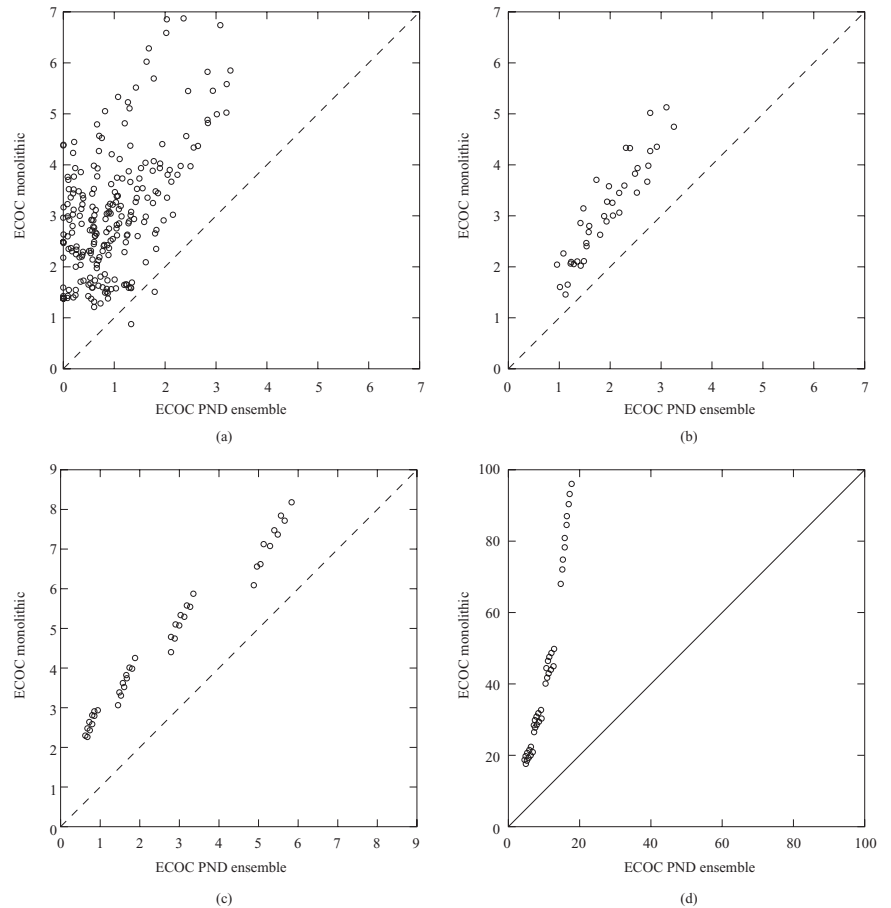 7
6
5
4
3
2
1
0
ECOC monolithic
0 1 2 3 4 5 6 7
ECOC PND ensemble
(a)
7
6
5
4
3
2
1
0
ECOC monolithic
0 1 2 3 4 5 6 7
ECOC PND ensemble
(b)
9
8
7
6
5
4
3
2
1
0
ECOC monolithic
0 1 2 3 4 5 6 7 8 9
ECOC PND ensemble
(c)
100
80
60
40
20
0
ECOC monolithic
0 20 40 60 80 100
ECOC PND ensemble
(d)